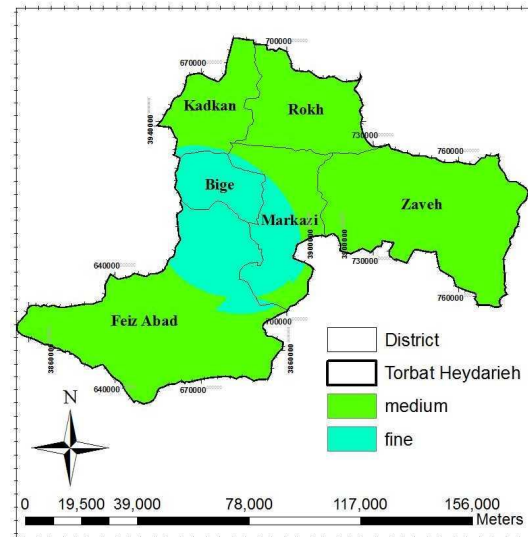 700000
670000
Kadkan
Rokh
3940000
730000
760000
Bige
Zaveh
Markazi
3900000
3900000
730000
640000
760000
Feiz Abad
700000
3860000
3860000
640000
670000
District
Torbat Heydarieh
medium
fine
N
0 19,500 39,000 78,000 117,000 156,000
Meters